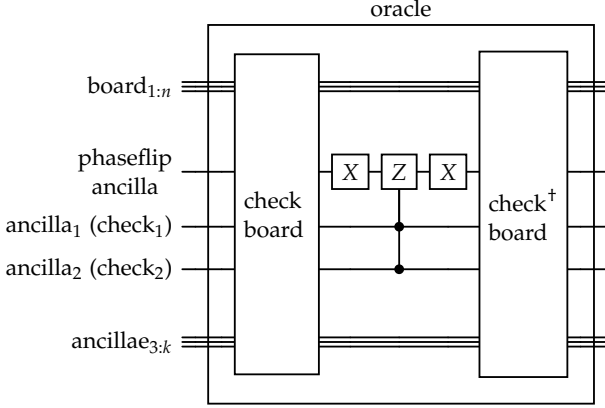 oracle
board₁:ₙ
phaseflip
ancilla
X Z X
check
board
check†
board
ancilla₁ (check₁)
ancilla₂ (check₂)
ancillae₃:ₖ